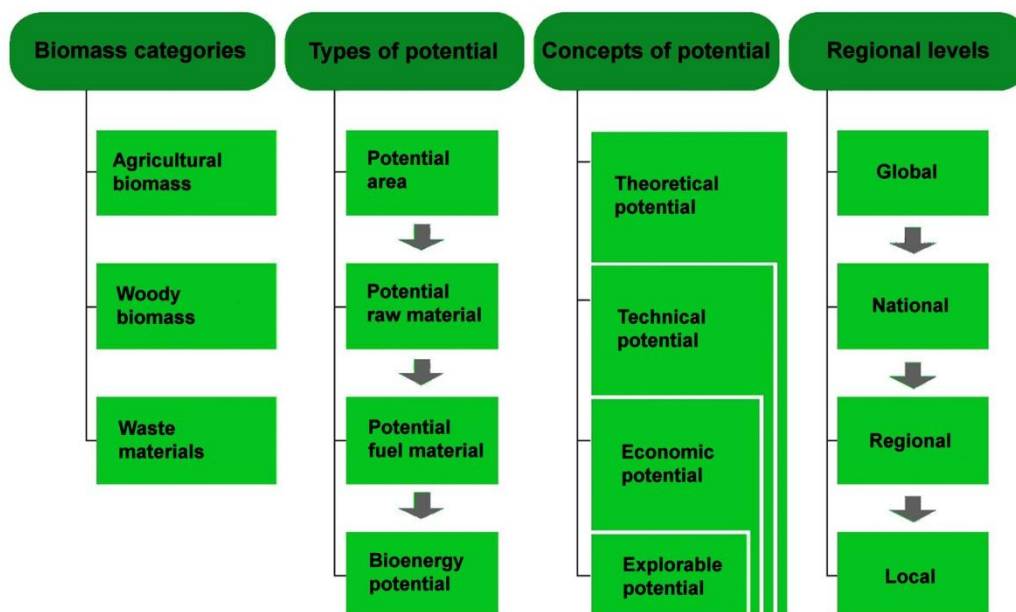 Biomass categories
Types of potential
Concepts of potential
Regional levels
Agricultural
biomass
Woody
biomass
Waste
materials
Potential
area
Potential
raw material
Potential
fuel material
Bioenergy
potential
Theoretical
potential
Technical
potential
Economic
potential
Explorable
potential
Global
National
Regional
Local